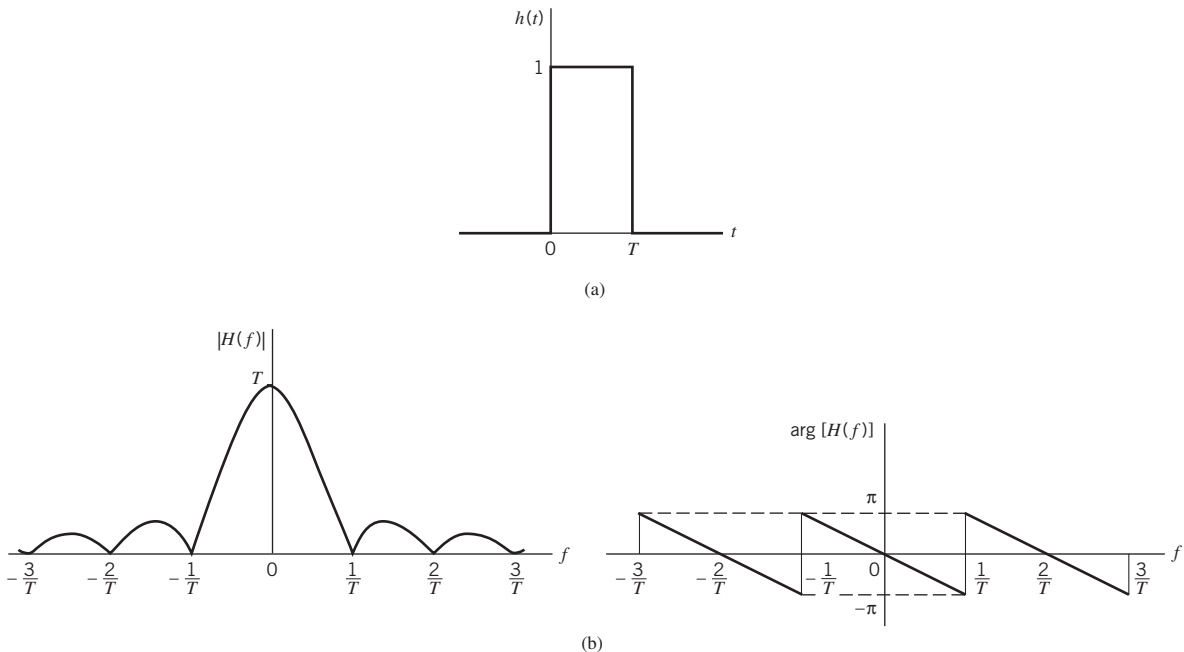 h(t)
1
0 T t
(a)
|H(f)|
T
-3/T -2/T -1/T 0 1/T 2/T 3/T f
arg [H(f)]
π
-3/T -2/T -1/T 0 1/T 2/T 3/T f
-π
(b)